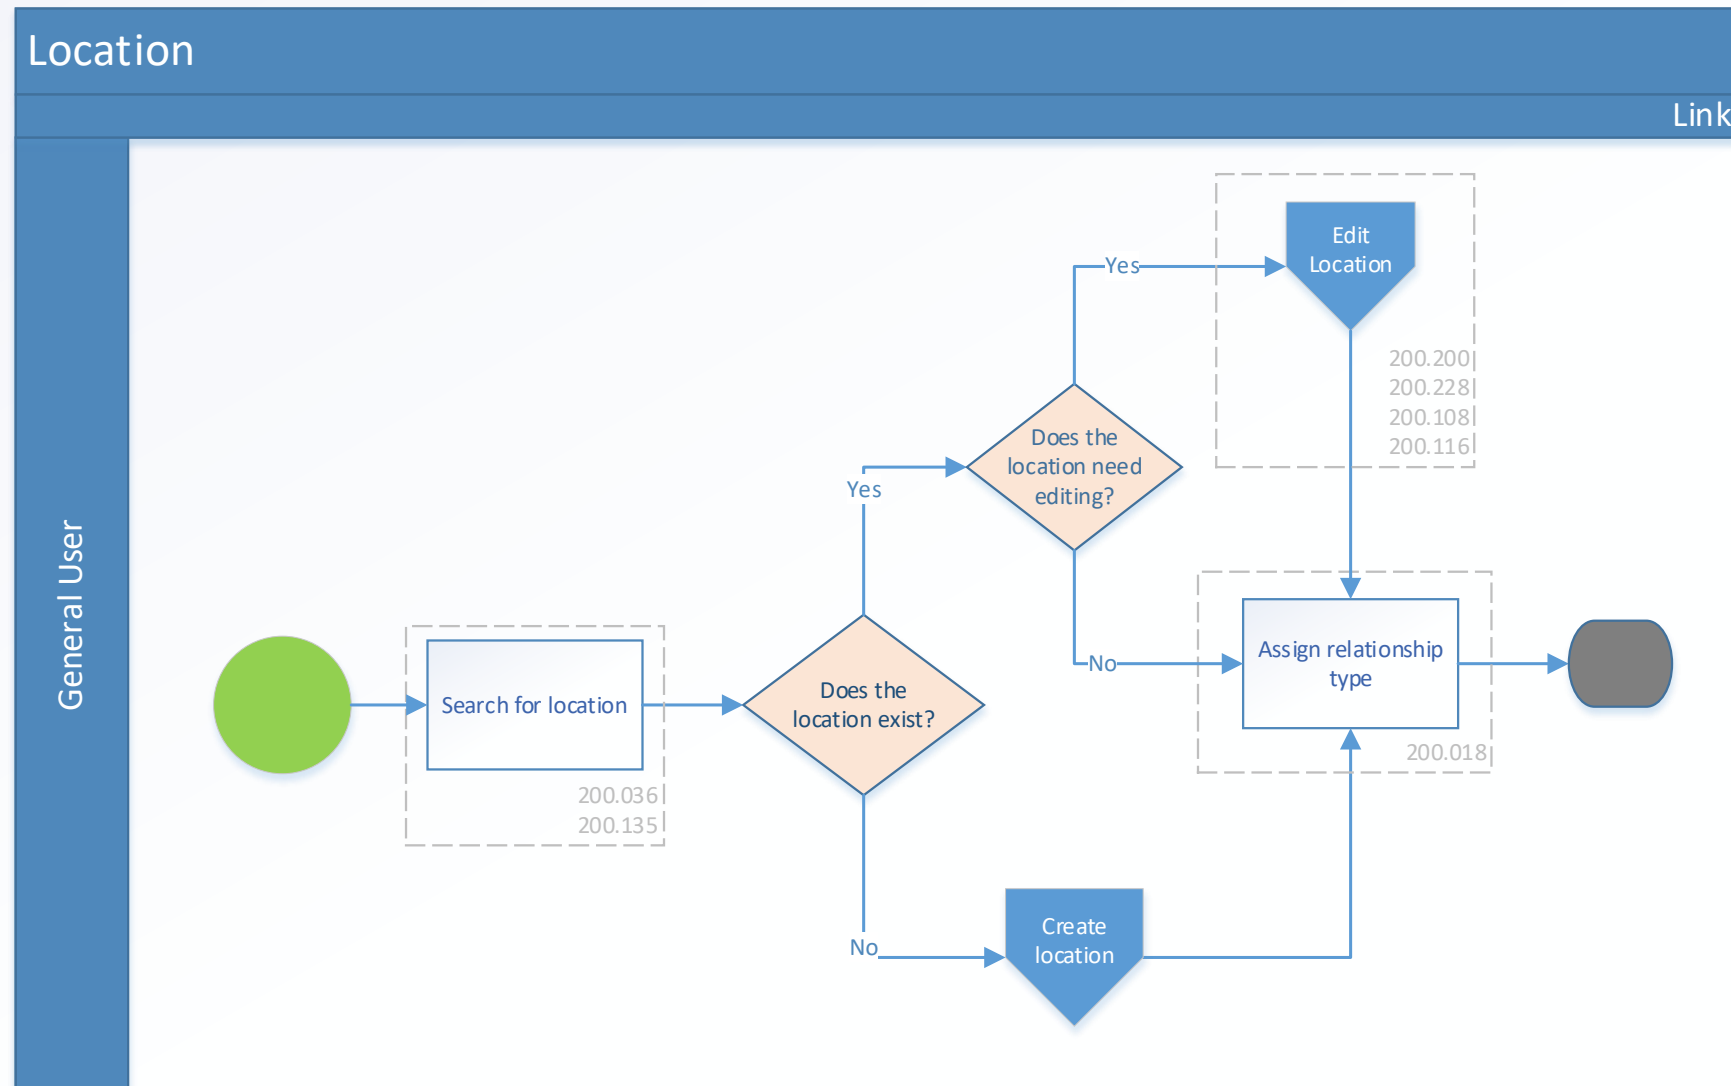 Location
Link
General User
Edit
Location
Yes
200.200
200.228
200.108
200.116
Does the
location need
editing?
Yes
No
Assign relationship
type
200.018
Search for location
200.036
200.135
Does the
location exist?
No
Create
location